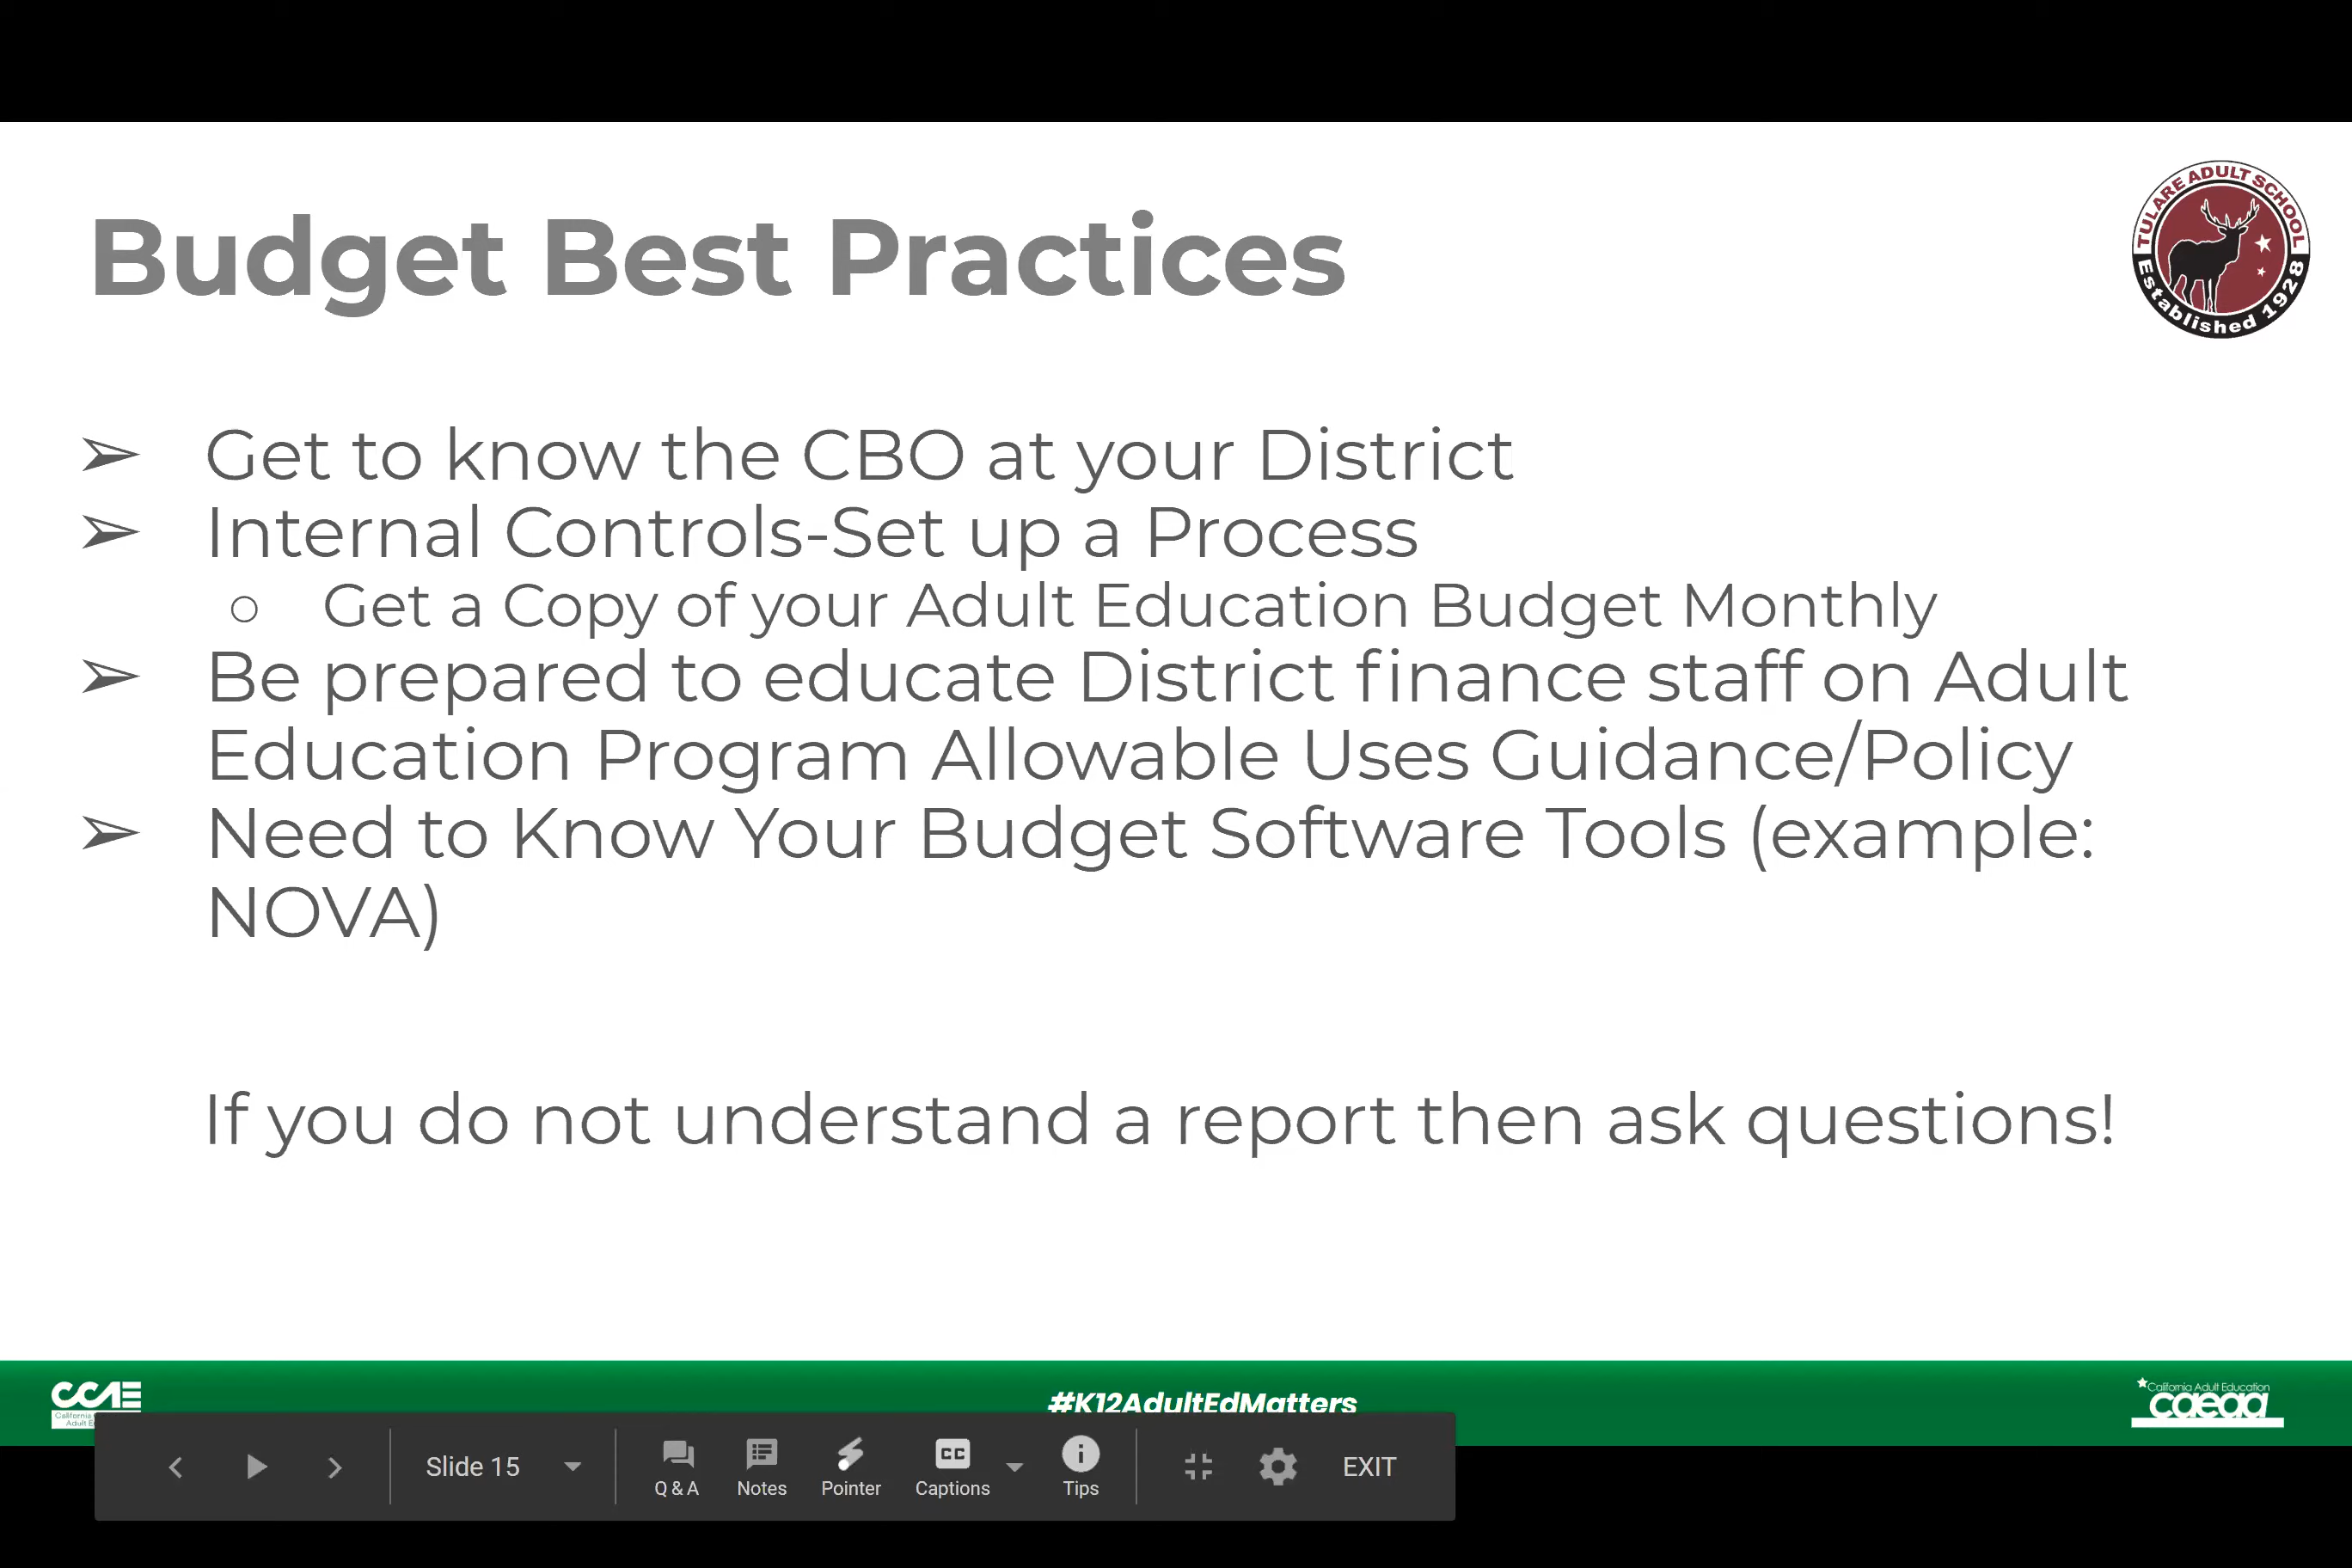 TULARE ADULT SCHOOL
Established 1928
Budget Best Practices
➢ Get to know the CBO at your District
➢ Internal Controls-Set up a Process
○ Get a Copy of your Adult Education Budget Monthly
➢ Be prepared to educate District finance staff on Adult
Education Program Allowable Uses Guidance/Policy
➢ Need to Know Your Budget Software Tools (example:
NOVA)
If you do not understand a report then ask questions!
CCAE
California
Adult
#K12AdultEdMatters
California Adult Education
caeaa
Slide 15
Q & A
Notes
Pointer
CC
Captions
Tips
EXIT